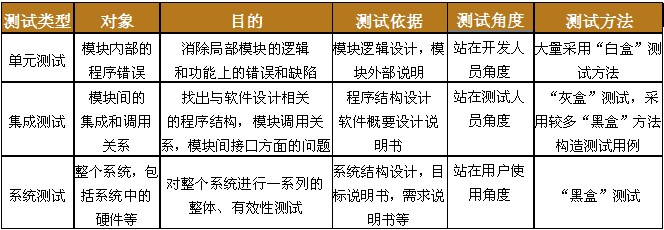 测试类型 对象 目的 测试依据 测试角度 测试方法
单元测试
模块内部的
程序错误
消除局部模块的逻辑
和功能上的错误和缺陷
模块逻辑设计，模
块外部说明
站在开发人
员角度
大量采用“白盒”测
试方法
集成测试
模块间的
集成和调用
关系
找出与软件设计相关
的程序结构，模块调用关
系，模块间接口方面的问题
程序结构设计
软件概要设计说
明书
站在测试人
员角度
“灰盒”测试，采
用较多“黑盒”方法
构造测试用例
系统测试
整个系统，包
括系统中的
硬件等
对整个系统进行一系列的
整体、有效性测试
系统结构设计，目
标说明书，需求说
明书等
站在用户使
用角度
“黑盒”测试